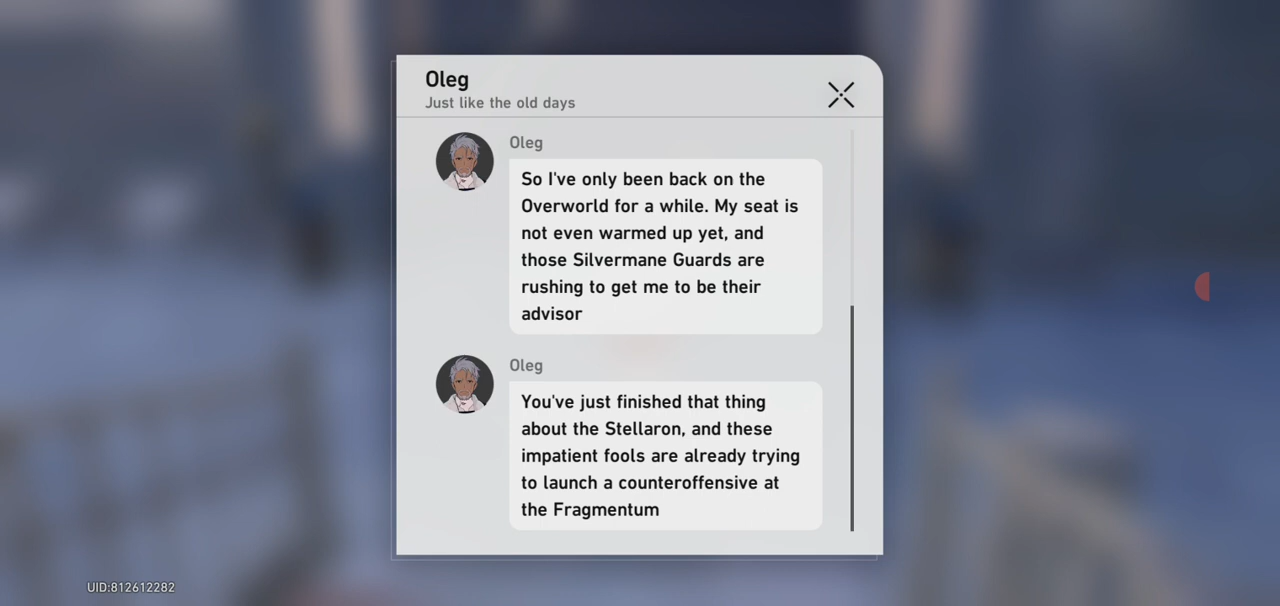 Oleg
Just like the old days
Oleg
So I've only been back on the
Overworld for a while. My seat is
not even warmed up yet, and
those Silvermane Guards are
rushing to get me to be their
advisor
Oleg
You've just finished that thing
about the Stellaron, and these
impatient fools are already trying
to launch a counteroffensive at
the Fragmentum
UID:812612282